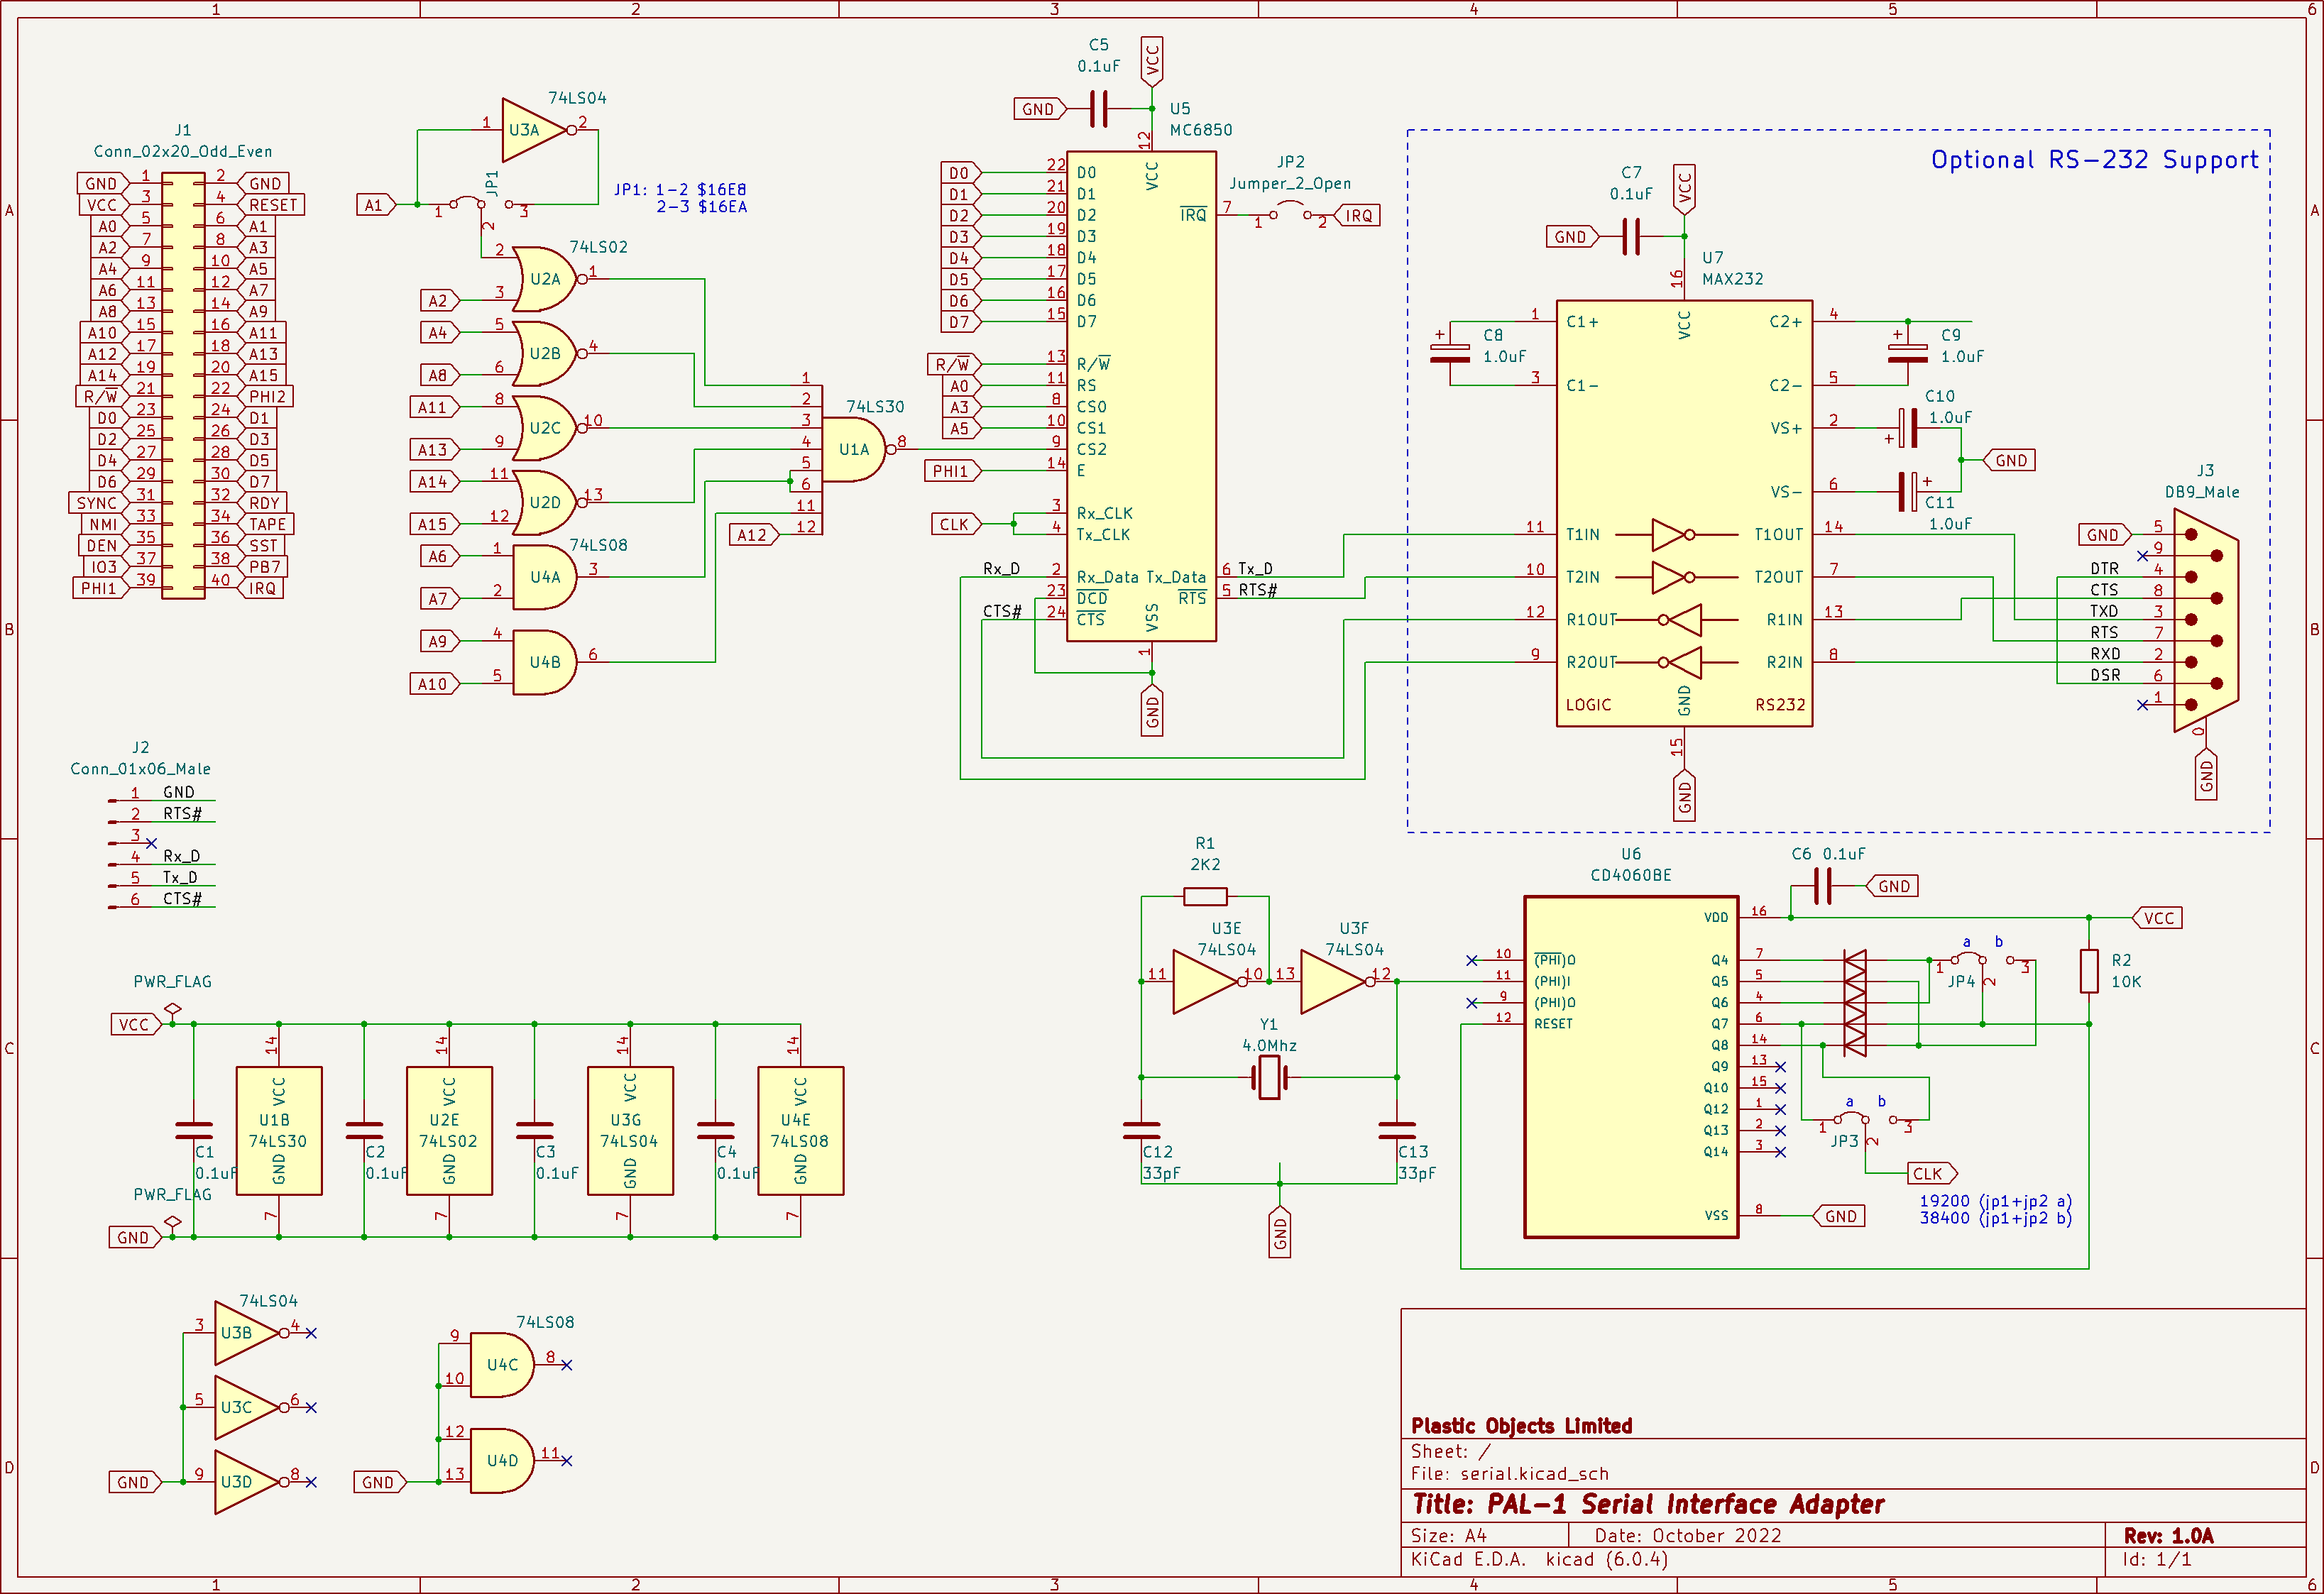 1 2 3 4 5 6
A
B
C
D
J1
Conn_02x20_Odd_Even
GND 1 2 GND
VCC 3 4 RESET
A0 5 6 A1
A2 7 8 A3
A4 9 10 A5
A6 11 12 A7
A8 13 14 A9
A10 15 16 A11
A12 17 18 A13
A14 19 20 A15
R/W 21 22 PHI2
D0 23 24 D1
D2 25 26 D3
D4 27 28 D5
D6 29 30 D7
SYNC 31 32 RDY
NMI 33 34 TAPE
DEN 35 36 SST
IO3 37 38 PB7
PHI1 39 40 IRQ
74LS04
1 U3A 2
A1 1 JP1 3
2
JP1: 1-2 $16E8
2-3 $16EA
74LS02
2 U2A 1
A2 3
A4 5
U2B 4
A8 6
A11 8
U2C 10
A13 9
A14 11
U2D 13
A15 12
74LS08
A6 1
U4A 3
A7 2
A9 4
U4B 6
A10 5
74LS30
1
2
3
4
5
6
11
A12 12
U1A 8
C5
0.1uF
GND
VCC
U5
MC6850
12 VCC
D0 22 D0
D1 21 D1
D2 20 D2
D3 19 D3
D4 18 D4
D5 17 D5
D6 16 D6
D7 15 D7
R/W 13 R/W
A0 11 RS
A3 8 CS0
A5 10 CS1
9 CS2
PHI1 14 E
CLK 3 Rx_CLK
4 Tx_CLK
Rx_D 2 Rx_Data Tx_Data 6 Tx_D
23 DCD RTS 5 RTS#
CTS# 24 CTS
VSS 1
GND
JP2
Jumper_2_Open
IRQ 7 1 2 IRQ
Optional RS-232 Support
C7
0.1uF
GND
VCC
U7
MAX232
16 VCC
1 C1+ C2+ 4
C8
1.0uF
C9
1.0uF
3 C1- C2- 5
C10
1.0uF
VS+ 2
GND
VS- 6
C11
1.0uF
11 T1IN T1OUT 14
10 T2IN T2OUT 7
12 R1OUT R1IN 13
9 R2OUT R2IN 8
LOGIC GND RS232
15
GND
J3
DB9_Male
GND 5
9
DTR 4
CTS 8
TXD 3
RTS 7
RXD 2
DSR 6
1
0
GND
J2
Conn_01x06_Male
1 GND
2 RTS#
3
4 Rx_D
5 Tx_D
6 CTS#
PWR_FLAG
VCC
14 14 14 14
VCC VCC VCC VCC
U1B U2E U3G U4E
74LS30 74LS02 74LS04 74LS08
GND GND GND GND
C1 C2 C3 C4
0.1uF 0.1uF 0.1uF 0.1uF
7 7 7 7
PWR_FLAG
GND
R1
2K2
U3E
74LS04
11 10
U3F
74LS04
13 12
Y1
4.0Mhz
C12
33pF
C13
33pF
GND
U6
CD4060BE
C6 0.1uF
GND
VDD 16
VCC
10 (PHI)O Q4 7
11 (PHI)I Q5 5
9 (PHI)O Q6 4
12 RESET Q7 6
Q8 14
Q9 13
Q10 15
Q12 1
Q13 2
Q14 3
VSS 8 GND
a b
1 JP4 2 3
R2
10K
a b
1 JP3 2 3
CLK
19200 (jp1+jp2 a)
38400 (jp1+jp2 b)
74LS04
3 U3B 4
5 U3C 6
GND 9 U3D 8
74LS08
9
U4C 8
10
12
U4D 11
GND 13
Plastic Objects Limited
Sheet: /
File: serial.kicad_sch
Title: PAL-1 Serial Interface Adapter
Size: A4 Date: October 2022 Rev: 1.0A
KiCad E.D.A. kicad (6.0.4) Id: 1/1
1 2 3 4 5 6
A
B
C
D